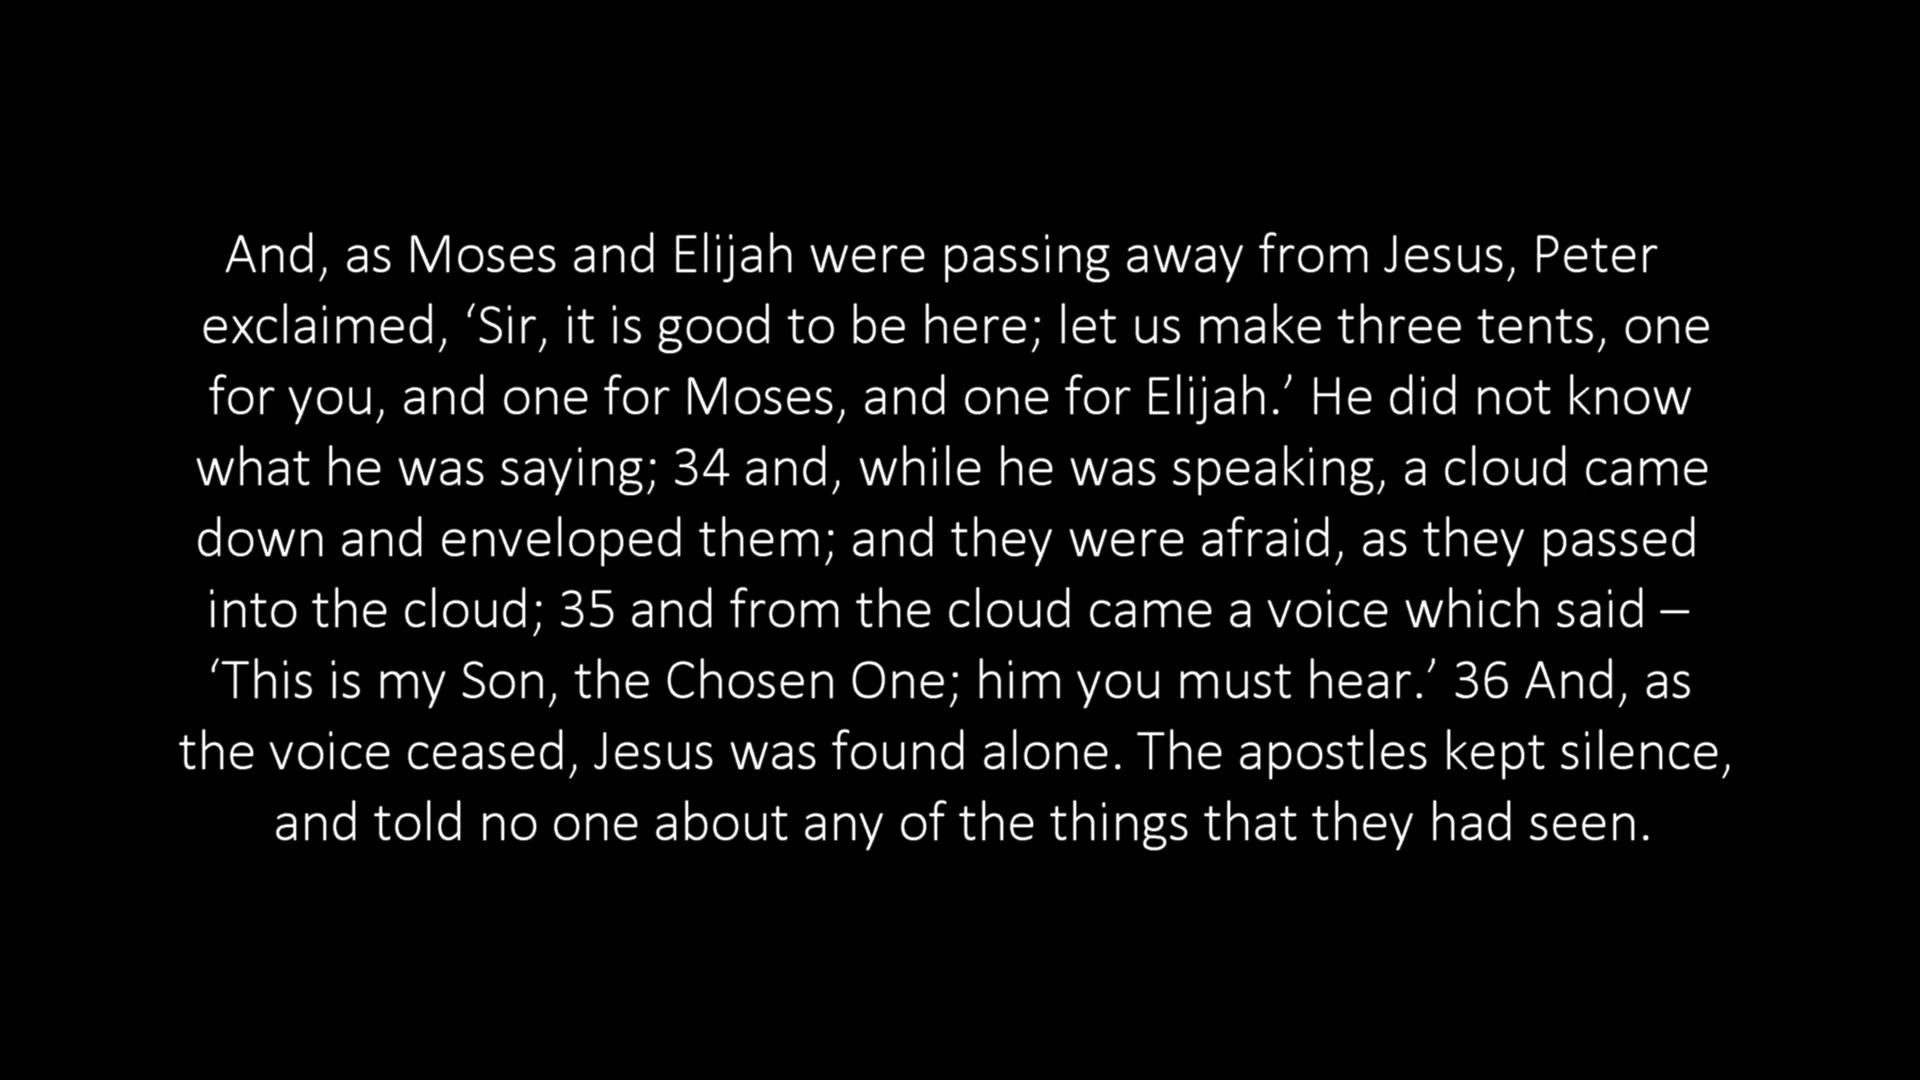 And, as Moses and Elijah were passing away from Jesus, Peter
exclaimed, ‘Sir, it is good to be here; let us make three tents, one
for you, and one for Moses, and one for Elijah.’ He did not know
what he was saying; 34 and, while he was speaking, a cloud came
down and enveloped them; and they were afraid, as they passed
into the cloud; 35 and from the cloud came a voice which said –
‘This is my Son, the Chosen One; him you must hear.’ 36 And, as
the voice ceased, Jesus was found alone. The apostles kept silence,
and told no one about any of the things that they had seen.